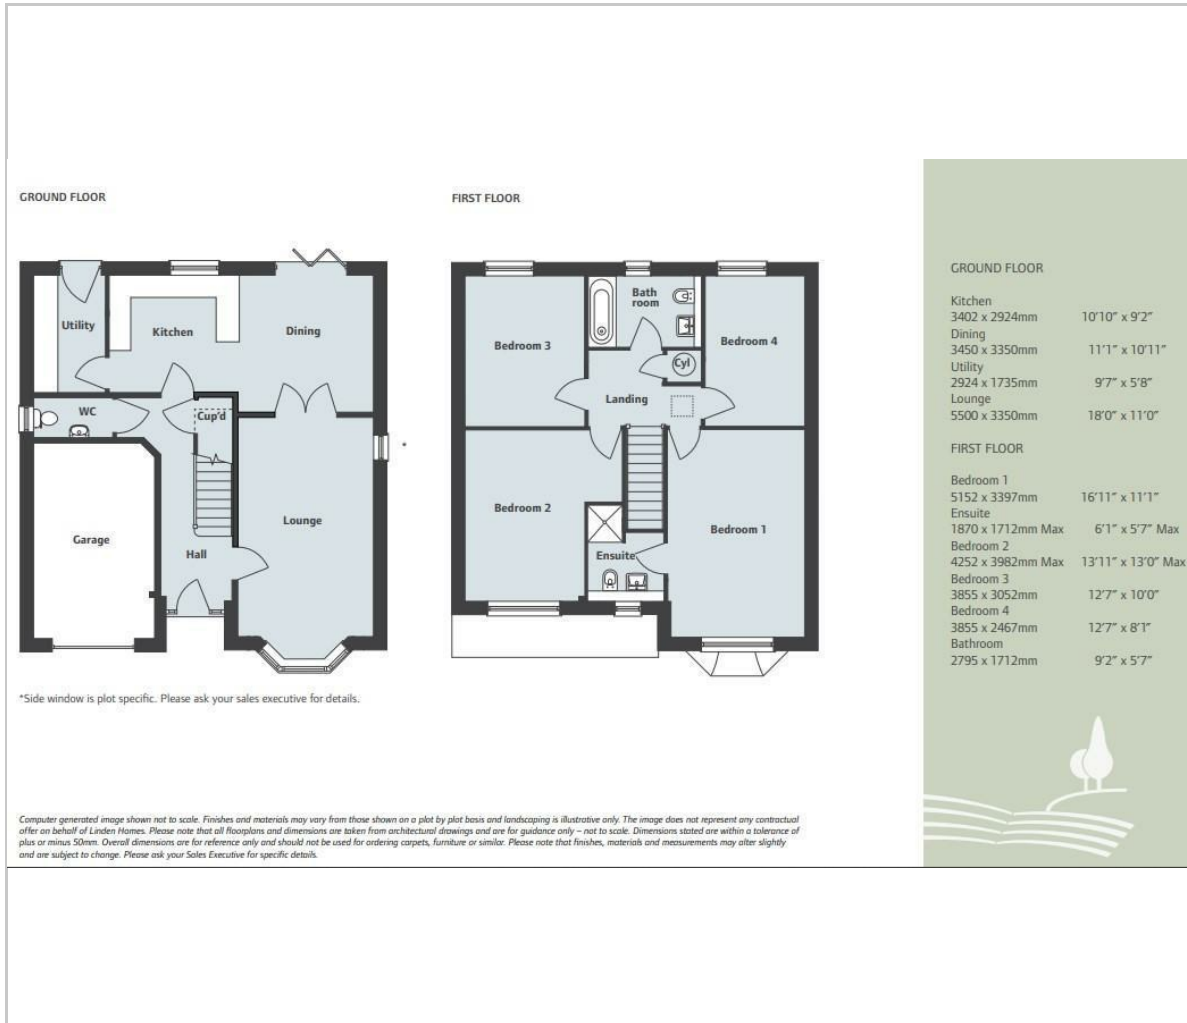 GROUND FLOOR
Utility
Kitchen
Dining
WC
Cup'd
Garage
Hall
Lounge
*
*Side window is plot specific. Please ask your sales executive for details.
FIRST FLOOR
Bedroom 3
Bath
room
Bedroom 4
Cyl
Landing
Bedroom 2
Ensuite
Bedroom 1
GROUND FLOOR
Kitchen
3402 x 2924mm 10'10" x 9'2"
Dining
3450 x 3350mm 11'1" x 10'11"
Utility
2924 x 1735mm 9'7" x 5'8"
Lounge
5500 x 3350mm 18'0" x 11'0"
FIRST FLOOR
Bedroom 1
5152 x 3397mm 16'11" x 11'1"
Ensuite
1870 x 1712mm Max 6'1" x 5'7" Max
Bedroom 2
4252 x 3982mm Max 13'11" x 13'0" Max
Bedroom 3
3855 x 3052mm 12'7" x 10'0"
Bedroom 4
3855 x 2467mm 12'7" x 8'1"
Bathroom
2795 x 1712mm 9'2" x 5'7"
Computer generated image shown not to scale. Finishes and materials may vary from those shown on a plot by plot basis and landscaping is illustrative only. The image does not represent any contractual
offer on behalf of Linden Homes. Please note that all floorplans and dimensions are taken from architectural drawings and are for guidance only – not to scale. Dimensions stated are within a tolerance of
plus or minus 50mm. Overall dimensions are for reference only and should not be used for ordering carpets, furniture or similar. Please note that finishes, materials and measurements may alter slightly
and are subject to change. Please ask your Sales Executive for specific details.